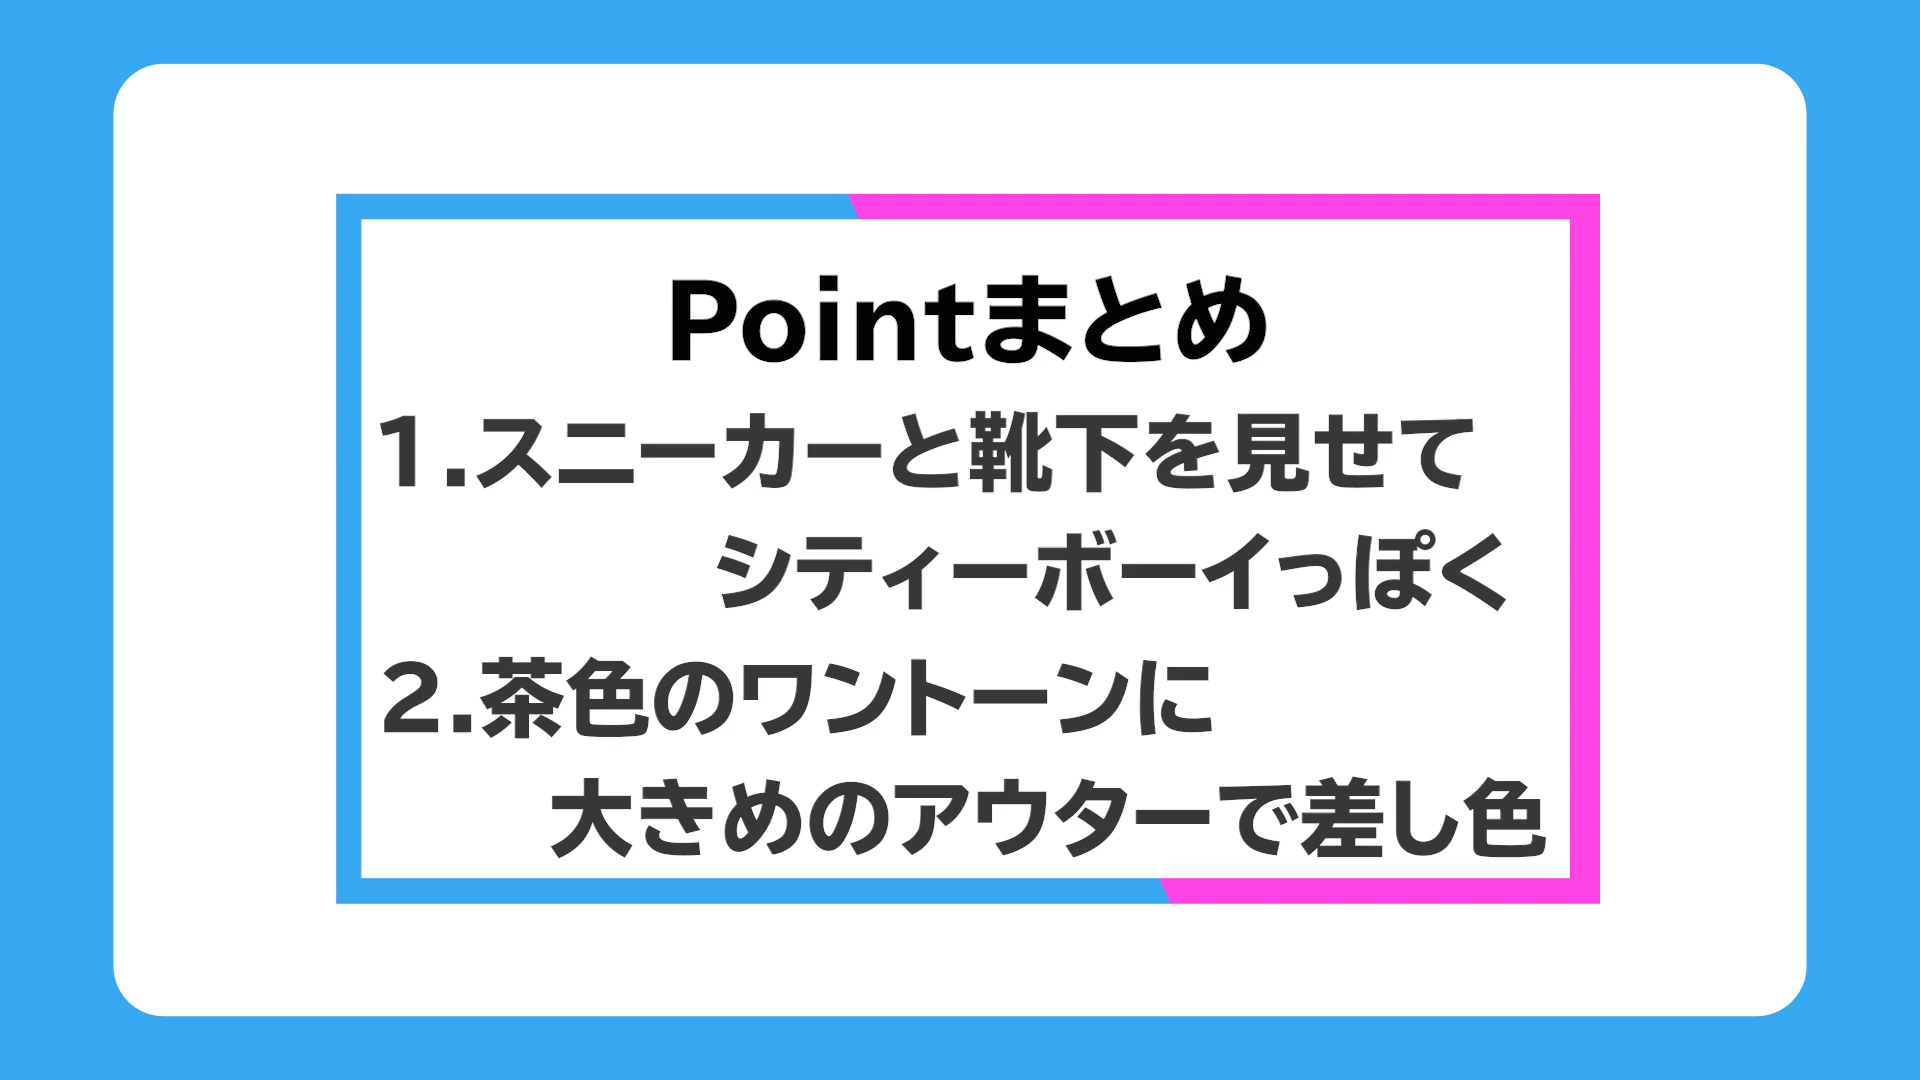 Pointまとめ
1.スニーカーと靴下を見せて
シティーボーイっぽく
2.茶色のワントーンに
大きめのアウターで差し色